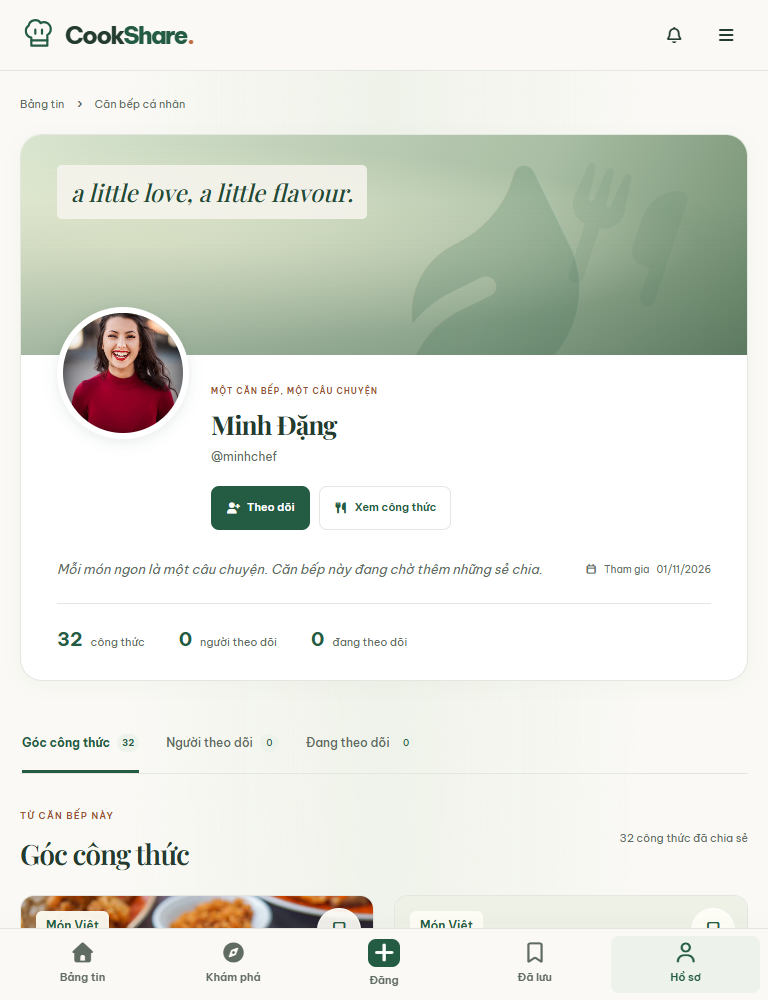 CookShare.
Bảng tin > Căn bếp cá nhân
a little love, a little flavour.
MỘT CĂN BẾP, MỘT CÂU CHUYỆN
Minh Đặng
@minhchef
Theo dõi
Xem công thức
Mỗi món ngon là một câu chuyện. Căn bếp này đang chờ thêm những sẻ chia.
Tham gia 01/11/2026
32 công thức
0 người theo dõi
0 đang theo dõi
Góc công thức 32
Người theo dõi 0
Đang theo dõi 0
TỪ CĂN BẾP NÀY
Góc công thức
32 công thức đã chia sẻ
Món Việt
Món Việt
Bảng tin
Khám phá
Đăng
Đã lưu
Hồ sơ